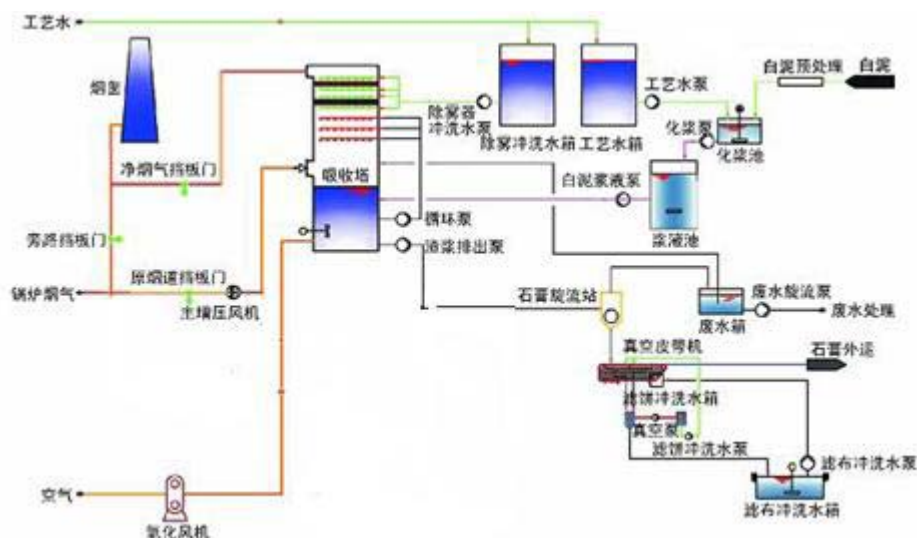 工艺水
烟囱
净烟气挡板门
旁路挡板门
锅炉烟气
原烟道挡板门
主增压风机
空气
氧化风机
吸收塔
除雾器
冲洗水泵
循环泵
渣浆排出泵
除雾冲洗水箱
工艺水箱
工艺水泵
白泥预处理
白泥
化浆泵
化浆池
白泥浆液泵
浆液池
石膏旋流站
废水旋流泵
废水箱
废水处理
真空皮带机
石膏外运
滤饼冲洗水箱
真空泵
滤饼冲洗水泵
滤布冲洗水泵
滤布冲洗水箱